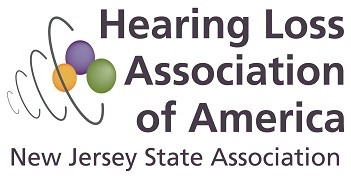 Hearing Loss
Association
of America
New Jersey State Association